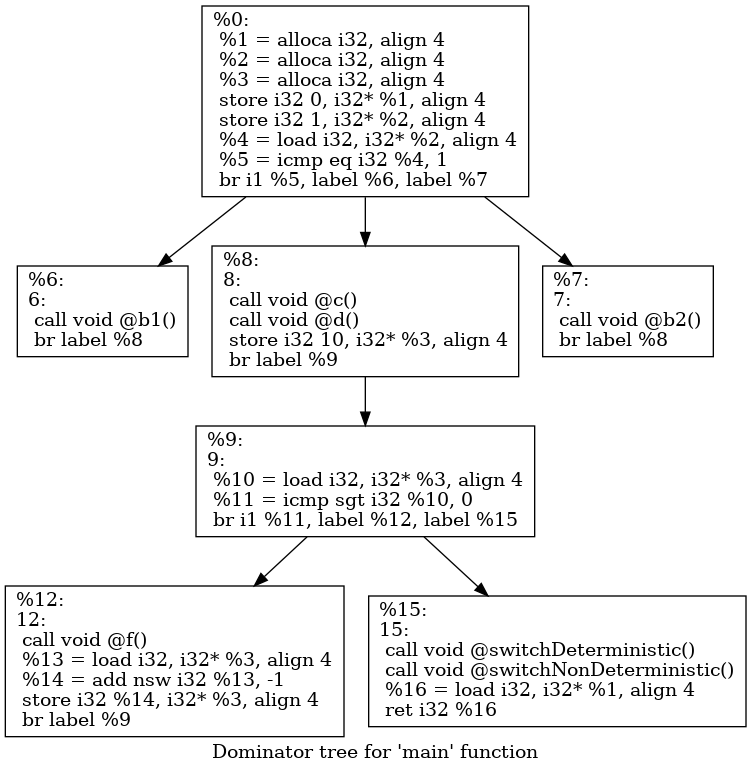 %0:
%1 = alloca i32, align 4
%2 = alloca i32, align 4
%3 = alloca i32, align 4
store i32 0, i32* %1, align 4
store i32 1, i32* %2, align 4
%4 = load i32, i32* %2, align 4
%5 = icmp eq i32 %4, 1
br i1 %5, label %6, label %7
%6:
6:
call void @b1()
br label %8
%8:
8:
call void @c()
call void @d()
store i32 10, i32* %3, align 4
br label %9
%7:
7:
call void @b2()
br label %8
%9:
9:
%10 = load i32, i32* %3, align 4
%11 = icmp sgt i32 %10, 0
br i1 %11, label %12, label %15
%12:
12:
call void @f()
%13 = load i32, i32* %3, align 4
%14 = add nsw i32 %13, -1
store i32 %14, i32* %3, align 4
br label %9
%15:
15:
call void @switchDeterministic()
call void @switchNonDeterministic()
%16 = load i32, i32* %1, align 4
ret i32 %16
Dominator tree for 'main' function